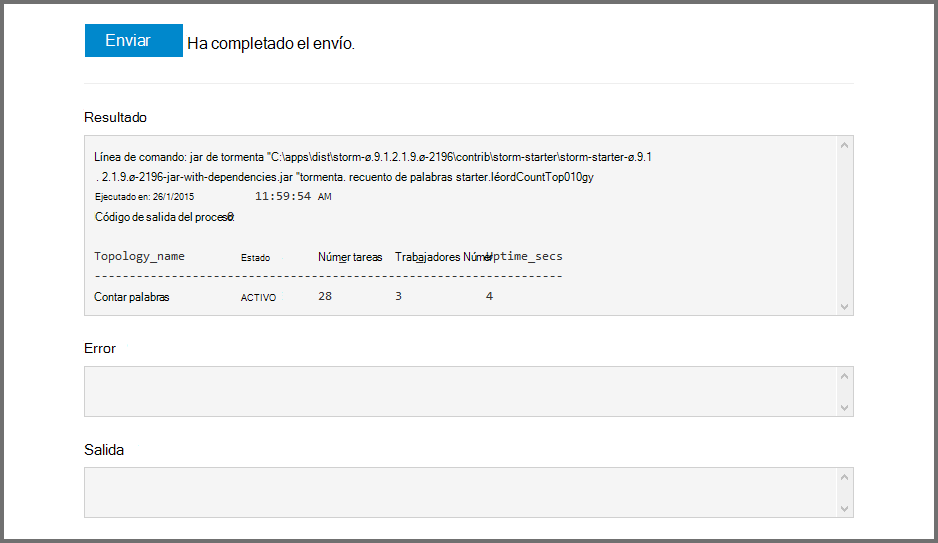 Enviar Ha completado el envío.
Resultado
Línea de comando: jar de tormenta "C:\apps\dist\storm-ø.9.1.2.1.9.ø-2196\contrib\storm-starter\storm-starter-ø.9.1
. 2.1.9.ø-2196-jar-with-dependencies.jar "tormenta. recuento de palabras starter.IéordCountTop010gy
Ejecutado en: 26/1/2015 11:59:54 AM
Código de salida del proceso:
Topology_name Estado Númer tareas Trabajadores Númer Uptime_secs
-------------------------------------------------------------------
Contar palabras ACTIVO 28 3 4
Error
Salida